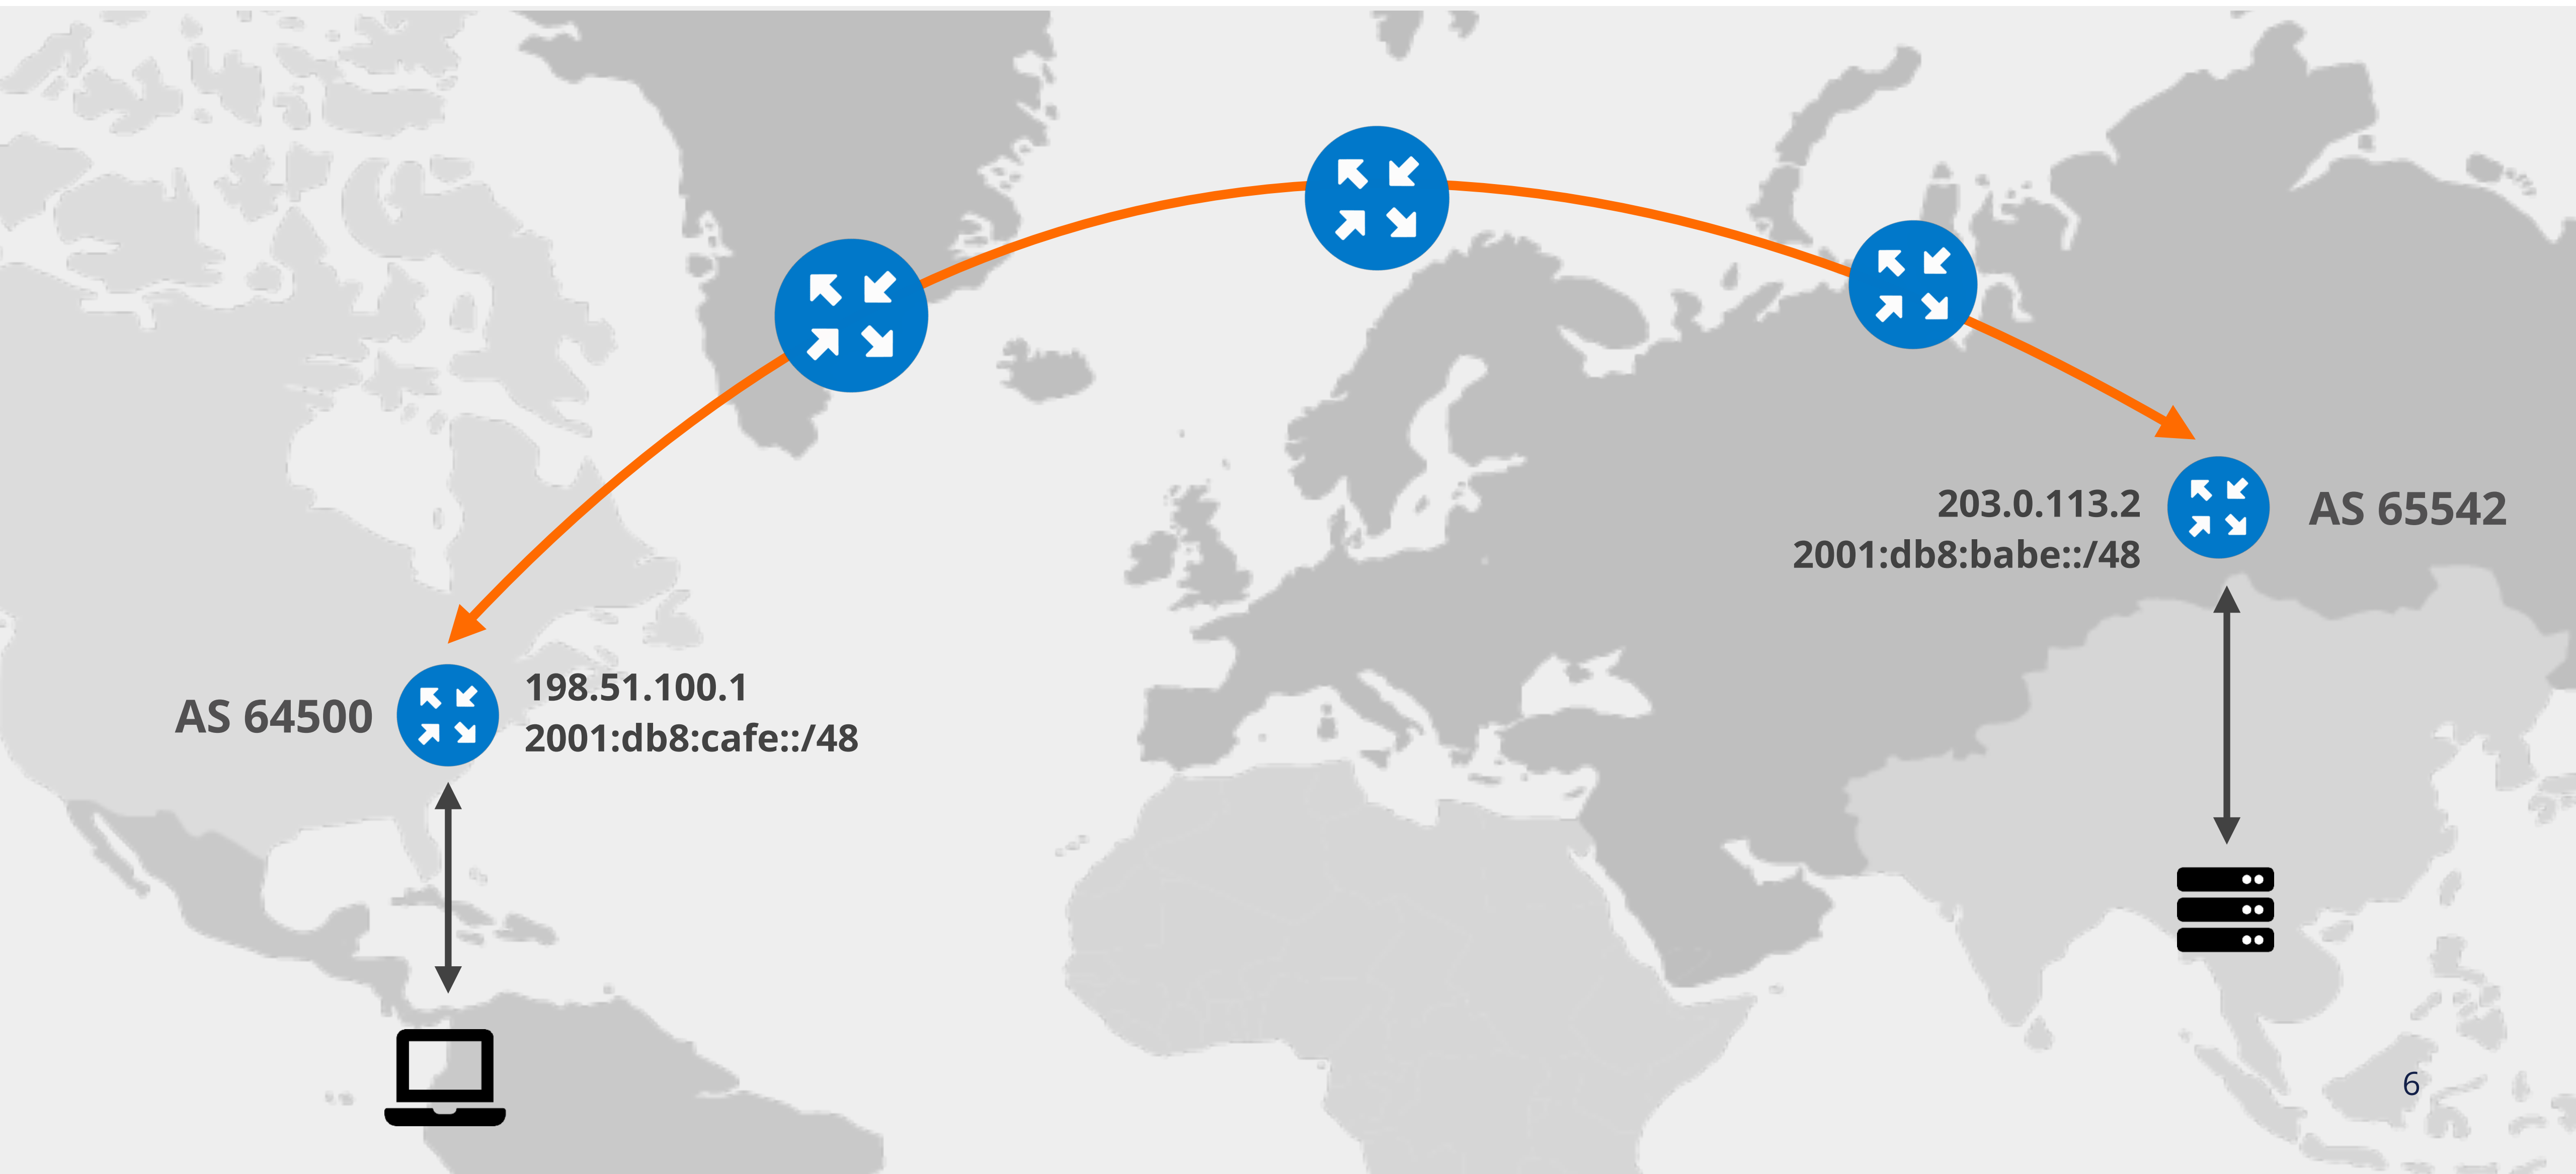 203.0.113.2
2001:db8:babe::/48
AS 65542
AS 64500
198.51.100.1
2001:db8:cafe::/48
6